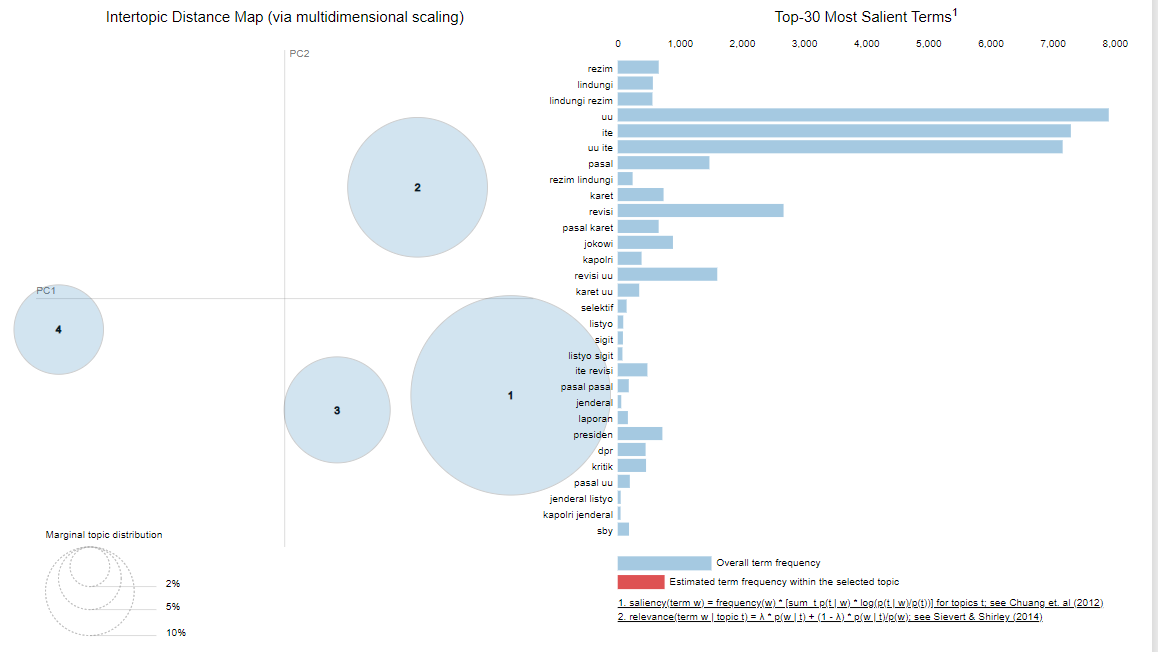 Intertopic Distance Map (via multidimensional scaling)
PC2
PC1
2
4
3
1
Marginal topic distribution
2%
5%
10%
Top-30 Most Salient Terms1
0 1,000 2,000 3,000 4,000 5,000 6,000 7,000 8,000
rezim
lindungi
lindungi rezim
uu
ite
uu ite
pasal
rezim lindungi
karet
revisi
pasal karet
jokowi
kapolri
revisi uu
karet uu
selektif
listyo
sigit
listyo sigit
ite revisi
pasal pasal
jenderal
laporan
presiden
dpr
kritik
pasal uu
jenderal listyo
kapolri jenderal
sby
Overall term frequency
Estimated term frequency within the selected topic
1. saliency(term w) = frequency(w) * [sum_t p(t | w) * log(p(t | w)/p(t))] for topics t; see Chuang et. al (2012)
2. relevance(term w | topic t) = λ * p(w | t) + (1 - λ) * p(w | t)/p(w); see Sievert & Shirley (2014)